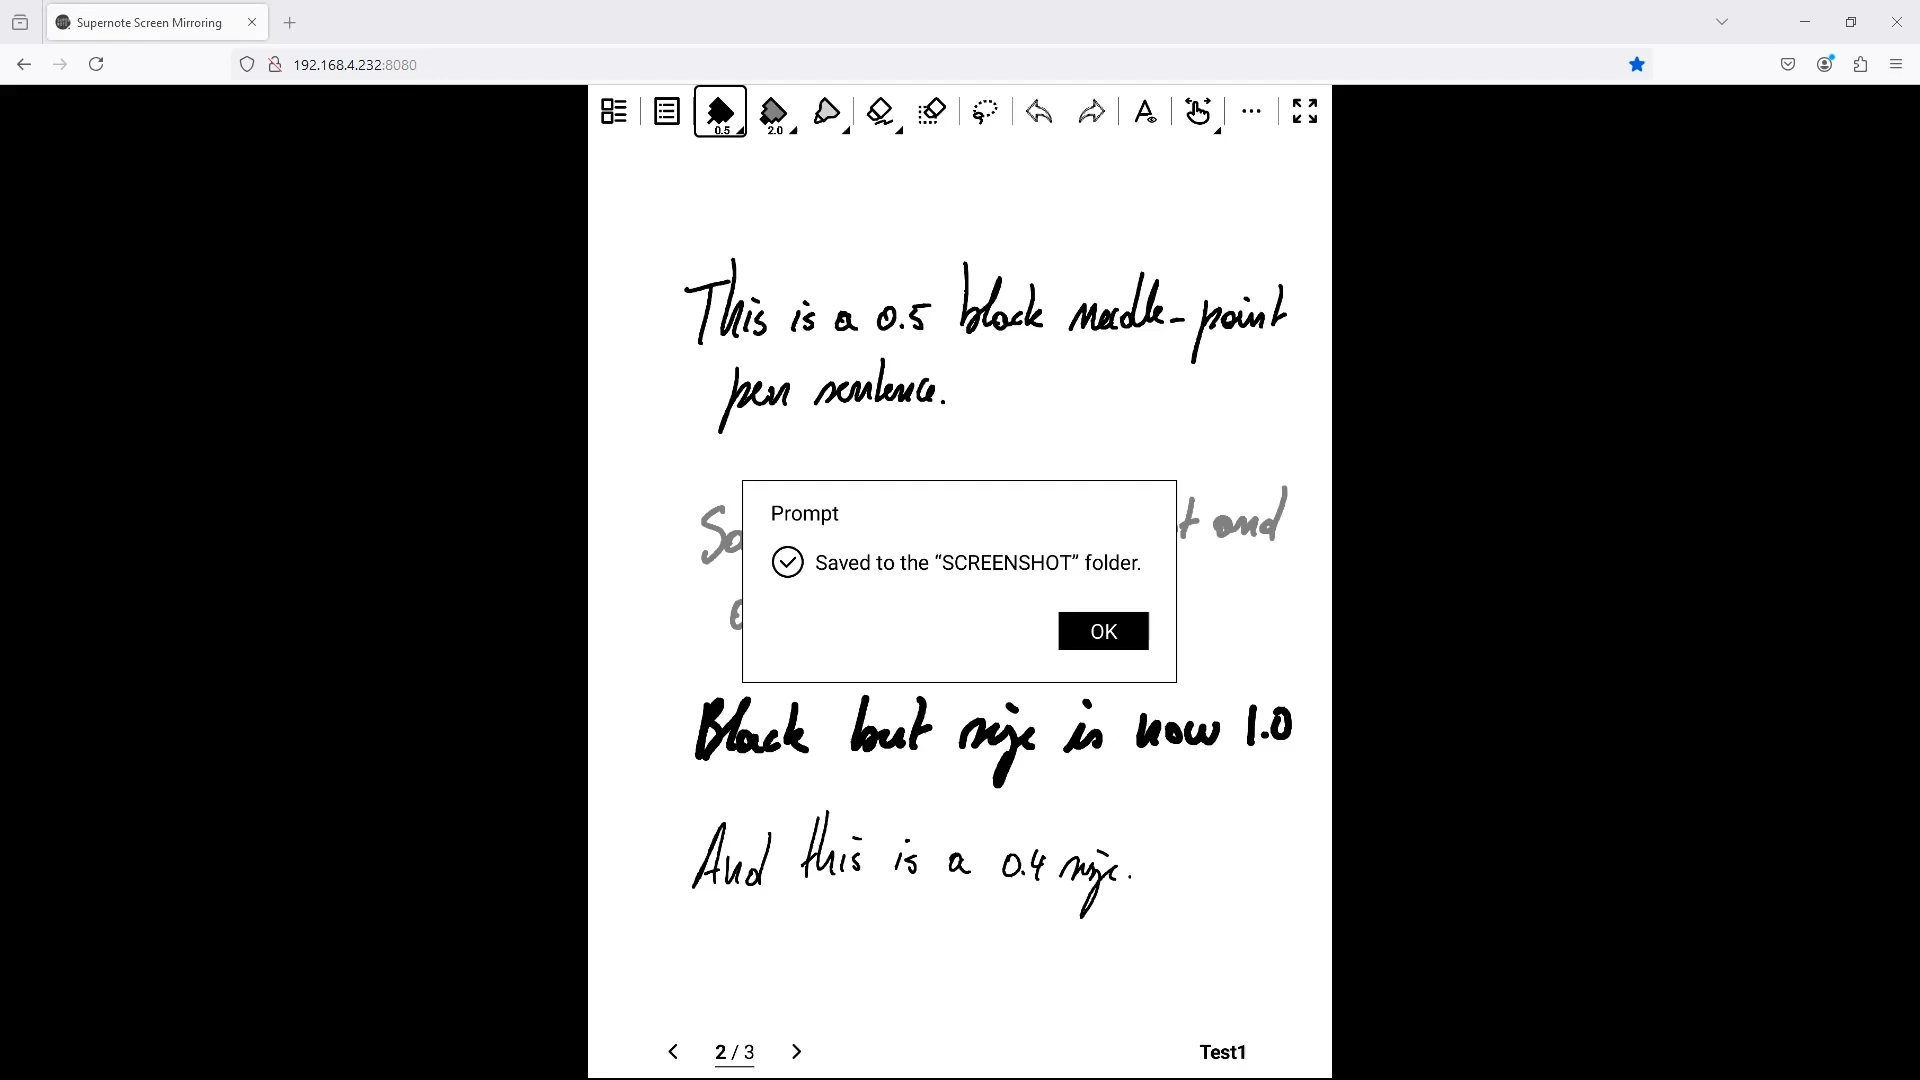 Supernote Screen Mirroring
192.168.4.232:8080
0.5
2.0
This is a 0.5 black needle-point
pen sentence.
t and
Prompt
Saved to the “SCREENSHOT” folder.
OK
Black but size is now 1.0
And this is a 0.4 size.
2 / 3
Test1